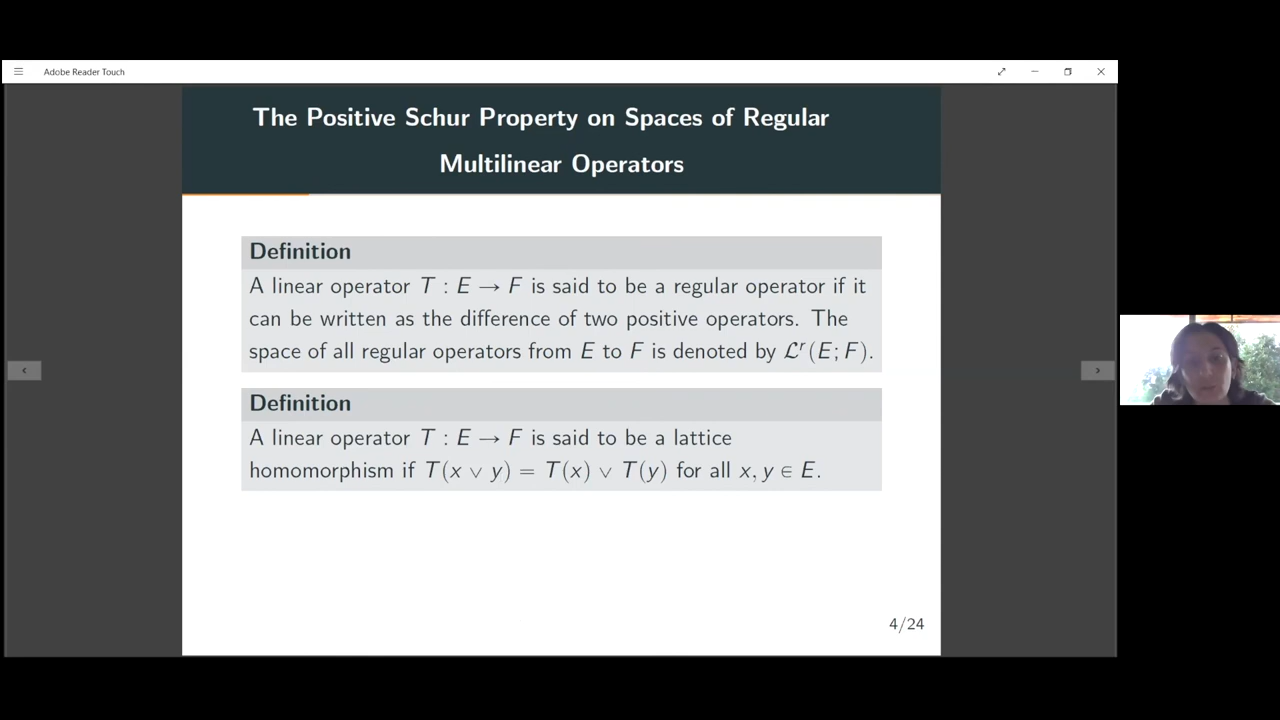 Adobe Reader Touch
The Positive Schur Property on Spaces of Regular
Multilinear Operators
Definition
A linear operator T : E → F is said to be a regular operator if it
can be written as the difference of two positive operators. The
space of all regular operators from E to F is denoted by ℒʳ(E; F).
Definition
A linear operator T : E → F is said to be a lattice
homomorphism if T(x ∨ y) = T(x) ∨ T(y) for all x, y ∈ E.
4/24